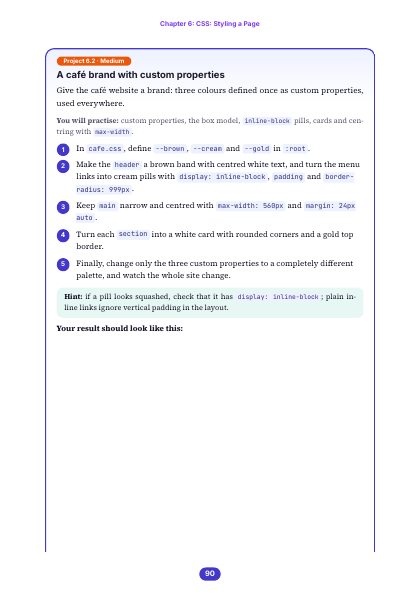 Chapter 6: CSS: Styling a Page
Project 6.2 · Medium
A café brand with custom properties
Give the café website a brand: three colours defined once as custom properties,
used everywhere.
You will practise: custom properties, the box model, inline-block pills, cards and cen-
tring with max-width.
1 In cafe.css, define --brown, --cream and --gold in :root.
2 Make the header a brown band with centred white text, and turn the menu
links into cream pills with display: inline-block, padding and border-
radius: 999px.
3 Keep main narrow and centred with max-width: 560px and margin: 24px
auto.
4 Turn each section into a white card with rounded corners and a gold top
border.
5 Finally, change only the three custom properties to a completely different
palette, and watch the whole site change.
Hint: if a pill looks squashed, check that it has display: inline-block; plain in-
line links ignore vertical padding in the layout.
Your result should look like this:
90